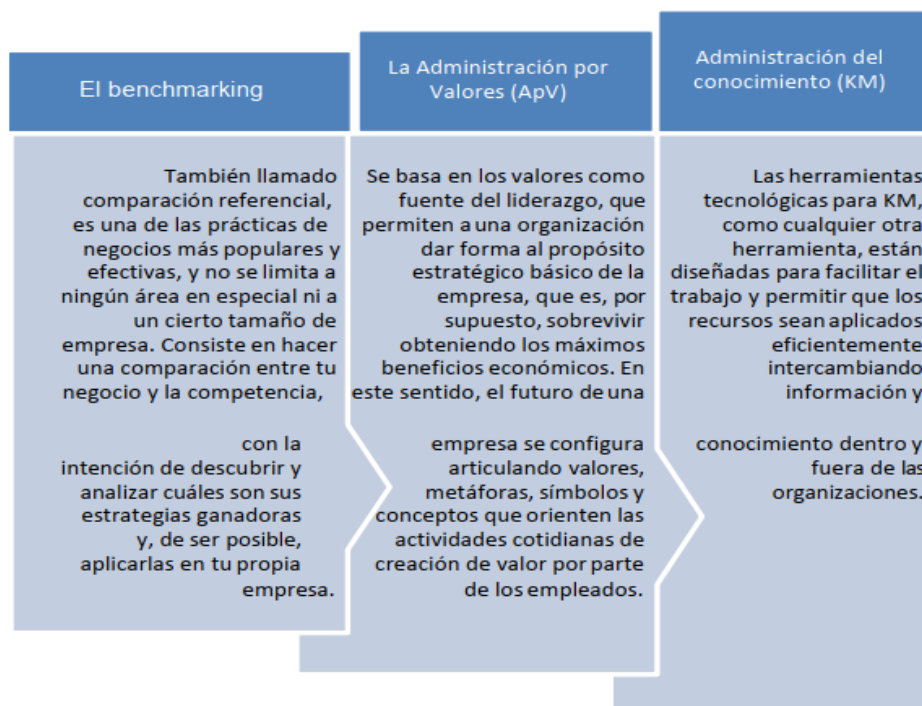 El benchmarking
También llamado
comparación referencial,
es una de las prácticas de
negocios más populares y
efectivas, y no se limita a
ningún área en especial ni a
un cierto tamaño de
empresa. Consiste en hacer
una comparación entre tu
negocio y la competencia,
con la
intención de descubrir y
analizar cuáles son sus
estrategias ganadoras
y, de ser posible,
aplicarlas en tu propia
empresa.
La Administración por
Valores (ApV)
Se basa en los valores como
fuente del liderazgo, que
permiten a una organización
dar forma al propósito
estratégico básico de la
empresa, que es, por
supuesto, sobrevivir
obteniendo los máximos
beneficios económicos. En
este sentido, el futuro de una
empresa se configura
articulando valores,
metáforas, símbolos y
conceptos que orienten las
actividades cotidianas de
creación de valor por parte
de los empleados.
Administración del
conocimiento (KM)
Las herramientas
tecnológicas para KM,
como cualquier otra
herramienta, están
diseñadas para facilitar el
trabajo y permitir que los
recursos sean aplicados
eficientemente
intercambiando
información y
conocimiento dentro y
fuera de las
organizaciones.